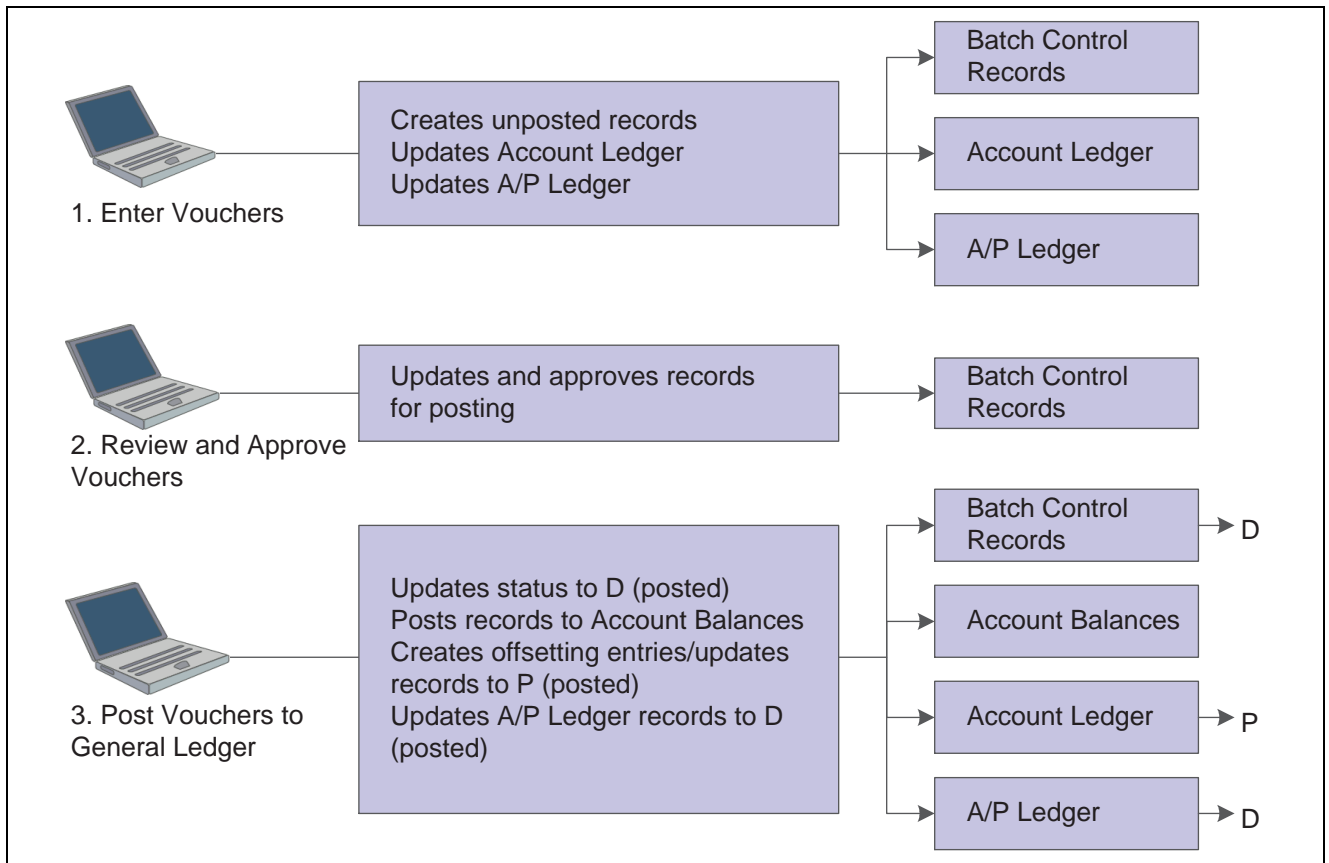 1. Enter Vouchers
Creates unposted records
Updates Account Ledger
Updates A/P Ledger
Batch Control
Records
Account Ledger
A/P Ledger
2. Review and Approve
Vouchers
Updates and approves records
for posting
Batch Control
Records
3. Post Vouchers to
General Ledger
Updates status to D (posted)
Posts records to Account Balances
Creates offsetting entries/updates
records to P (posted)
Updates A/P Ledger records to D
(posted)
Batch Control
Records
D
Account Balances
Account Ledger
P
A/P Ledger
D